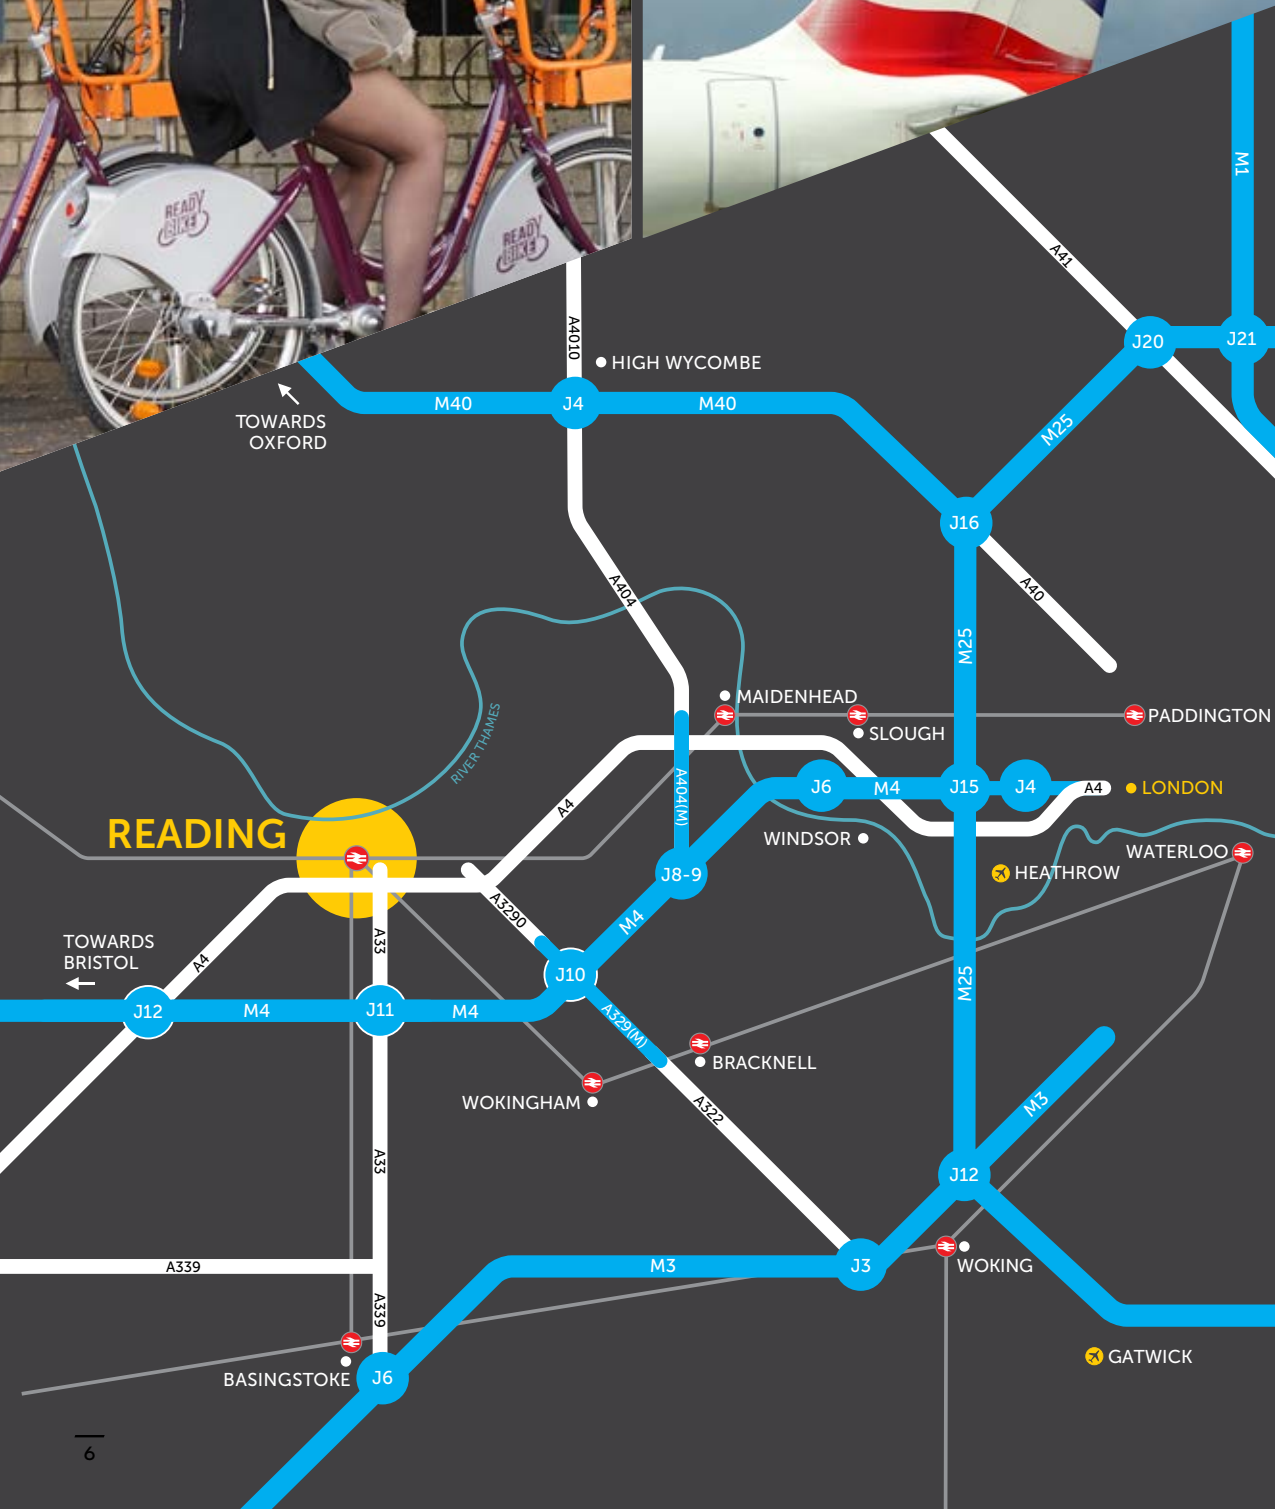 READY
BIKE
READY
BIKE
M1
A41
A4010
HIGH WYCOMBE
J20
J21
M40
J4
M40
TOWARDS
OXFORD
M25
J16
A404
A40
M25
MAIDENHEAD
RIVER THAMES
PADDINGTON
SLOUGH
A404(M)
J6
M4
J15
J4
A4
LONDON
A4
READING
WINDSOR
WATERLOO
J8-9
HEATHROW
A3290
M4
A33
TOWARDS
BRISTOL
A4
J10
M25
J12
M4
J11
M4
A329(M)
BRACKNELL
WOKINGHAM
A322
M3
A33
J12
A339
M3
J3
WOKING
A339
GATWICK
BASINGSTOKE
J6
6